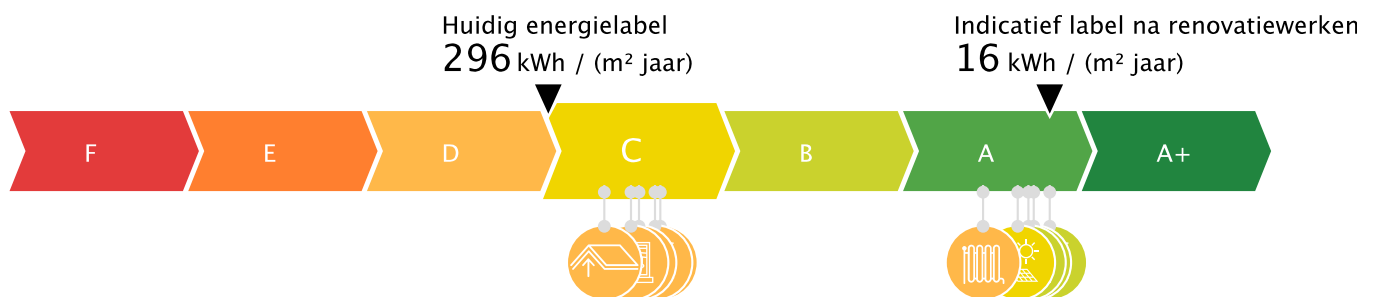 Huidig energielabel
296 kWh / (m² jaar)
Indicatief label na renovatiewerken
16 kWh / (m² jaar)
F
E
D
C
B
A
A+